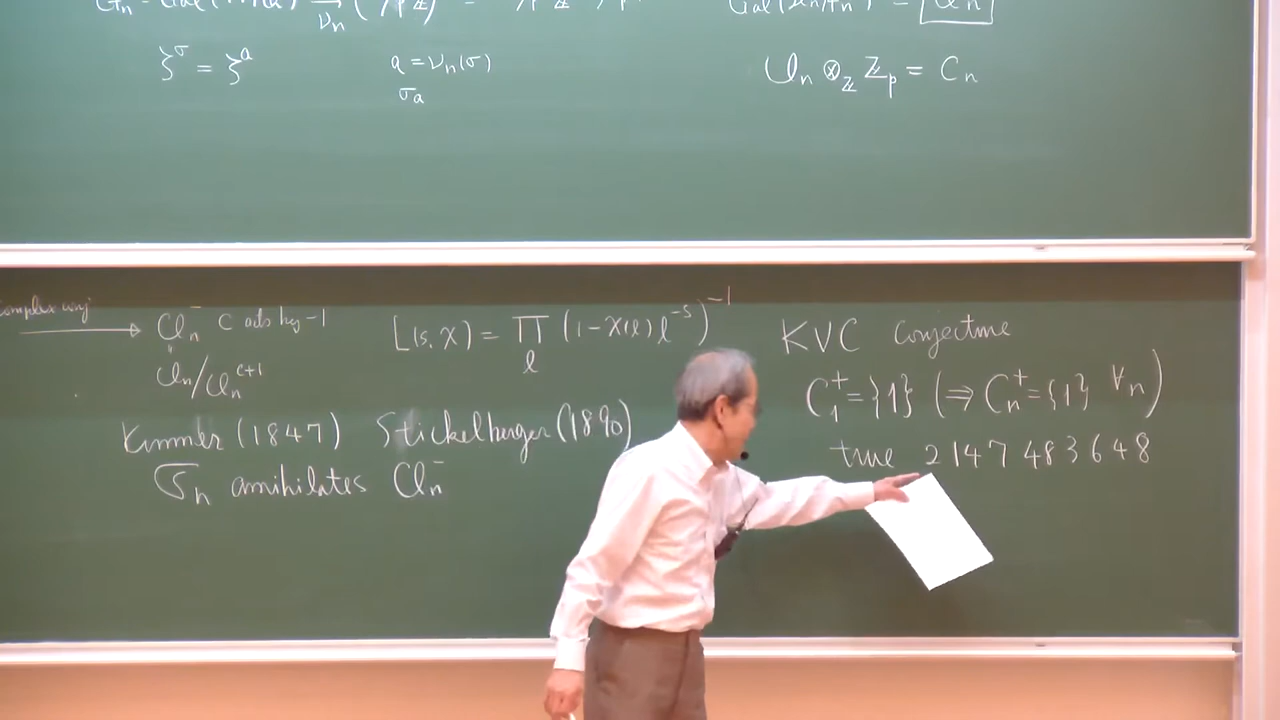 ζ^σ = ζ^a
a = ν_n(σ)
σ_a
Cl_n ⊗_ℤ ℤ_p = C_n
complex conj
Cl_n^- c acts by -1
Cl_n/Cl_n^{c+1}
L(s, χ) = ∏_ℓ (1-χ(ℓ)ℓ^{-s})^{-1}
Kummer (1847) Stickelberger (1890)
σ_n annihilates Cl_n^-
KVC conjecture
C_1^+ = {1} (⇒ C_n^+ = {1} ∀n)
true 2147483648